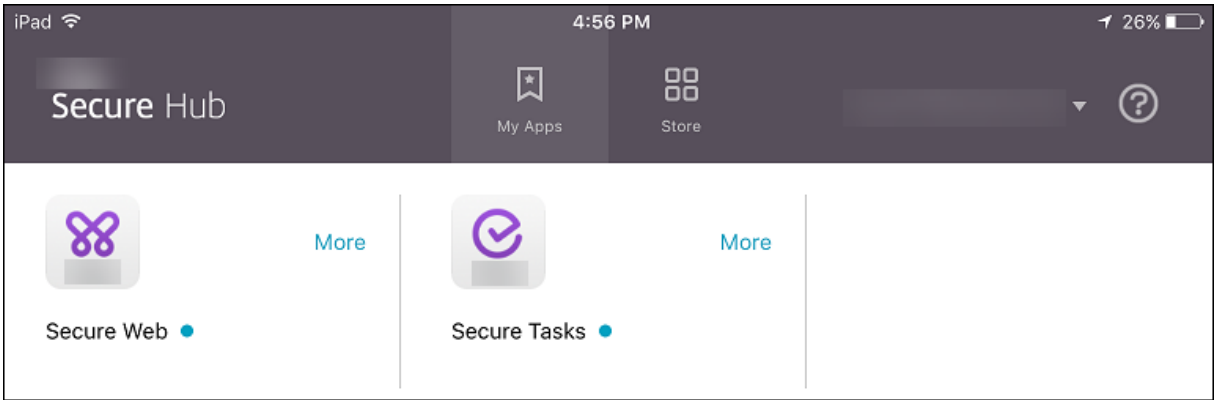 iPad 4:56 PM 26%
Secure Hub
My Apps Store
?
More More
Secure Web Secure Tasks